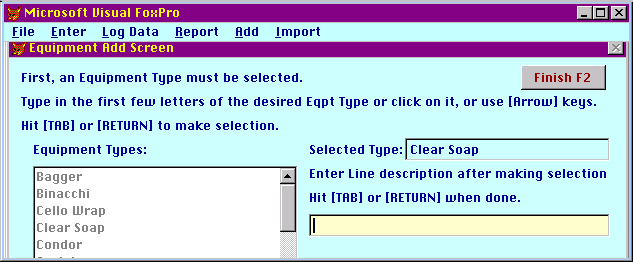 Microsoft Visual FoxPro
File Enter Log Data Report Add Import
Equipment Add Screen
First, an Equipment Type must be selected.
Finish F2
Type in the first few letters of the desired Eqpt Type or click on it, or use [Arrow] keys.
Hit [TAB] or [RETURN] to make selection.
Equipment Types:
Selected Type: Clear Soap
Bagger
Binacchi
Cello Wrap
Clear Soap
Condor
Enter Line description after making selection
Hit [TAB] or [RETURN] when done.